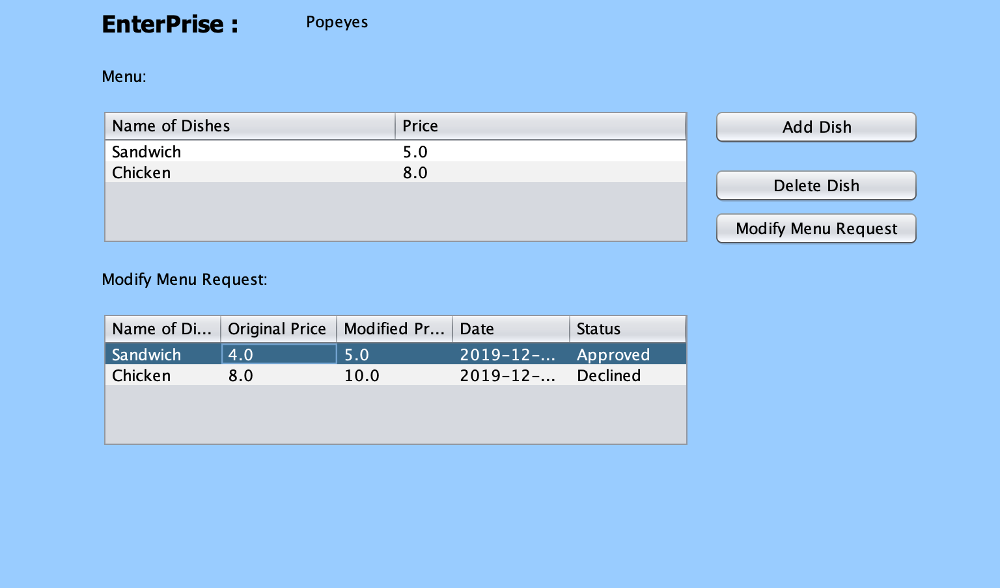 EnterPrise : Popeyes
Menu:
Name of Dishes Price
Add Dish
Sandwich 5.0
Chicken 8.0
Delete Dish
Modify Menu Request
Modify Menu Request:
Name of Di... Original Price Modified Pr... Date Status
Sandwich 4.0 5.0 2019-12-... Approved
Chicken 8.0 10.0 2019-12-... Declined